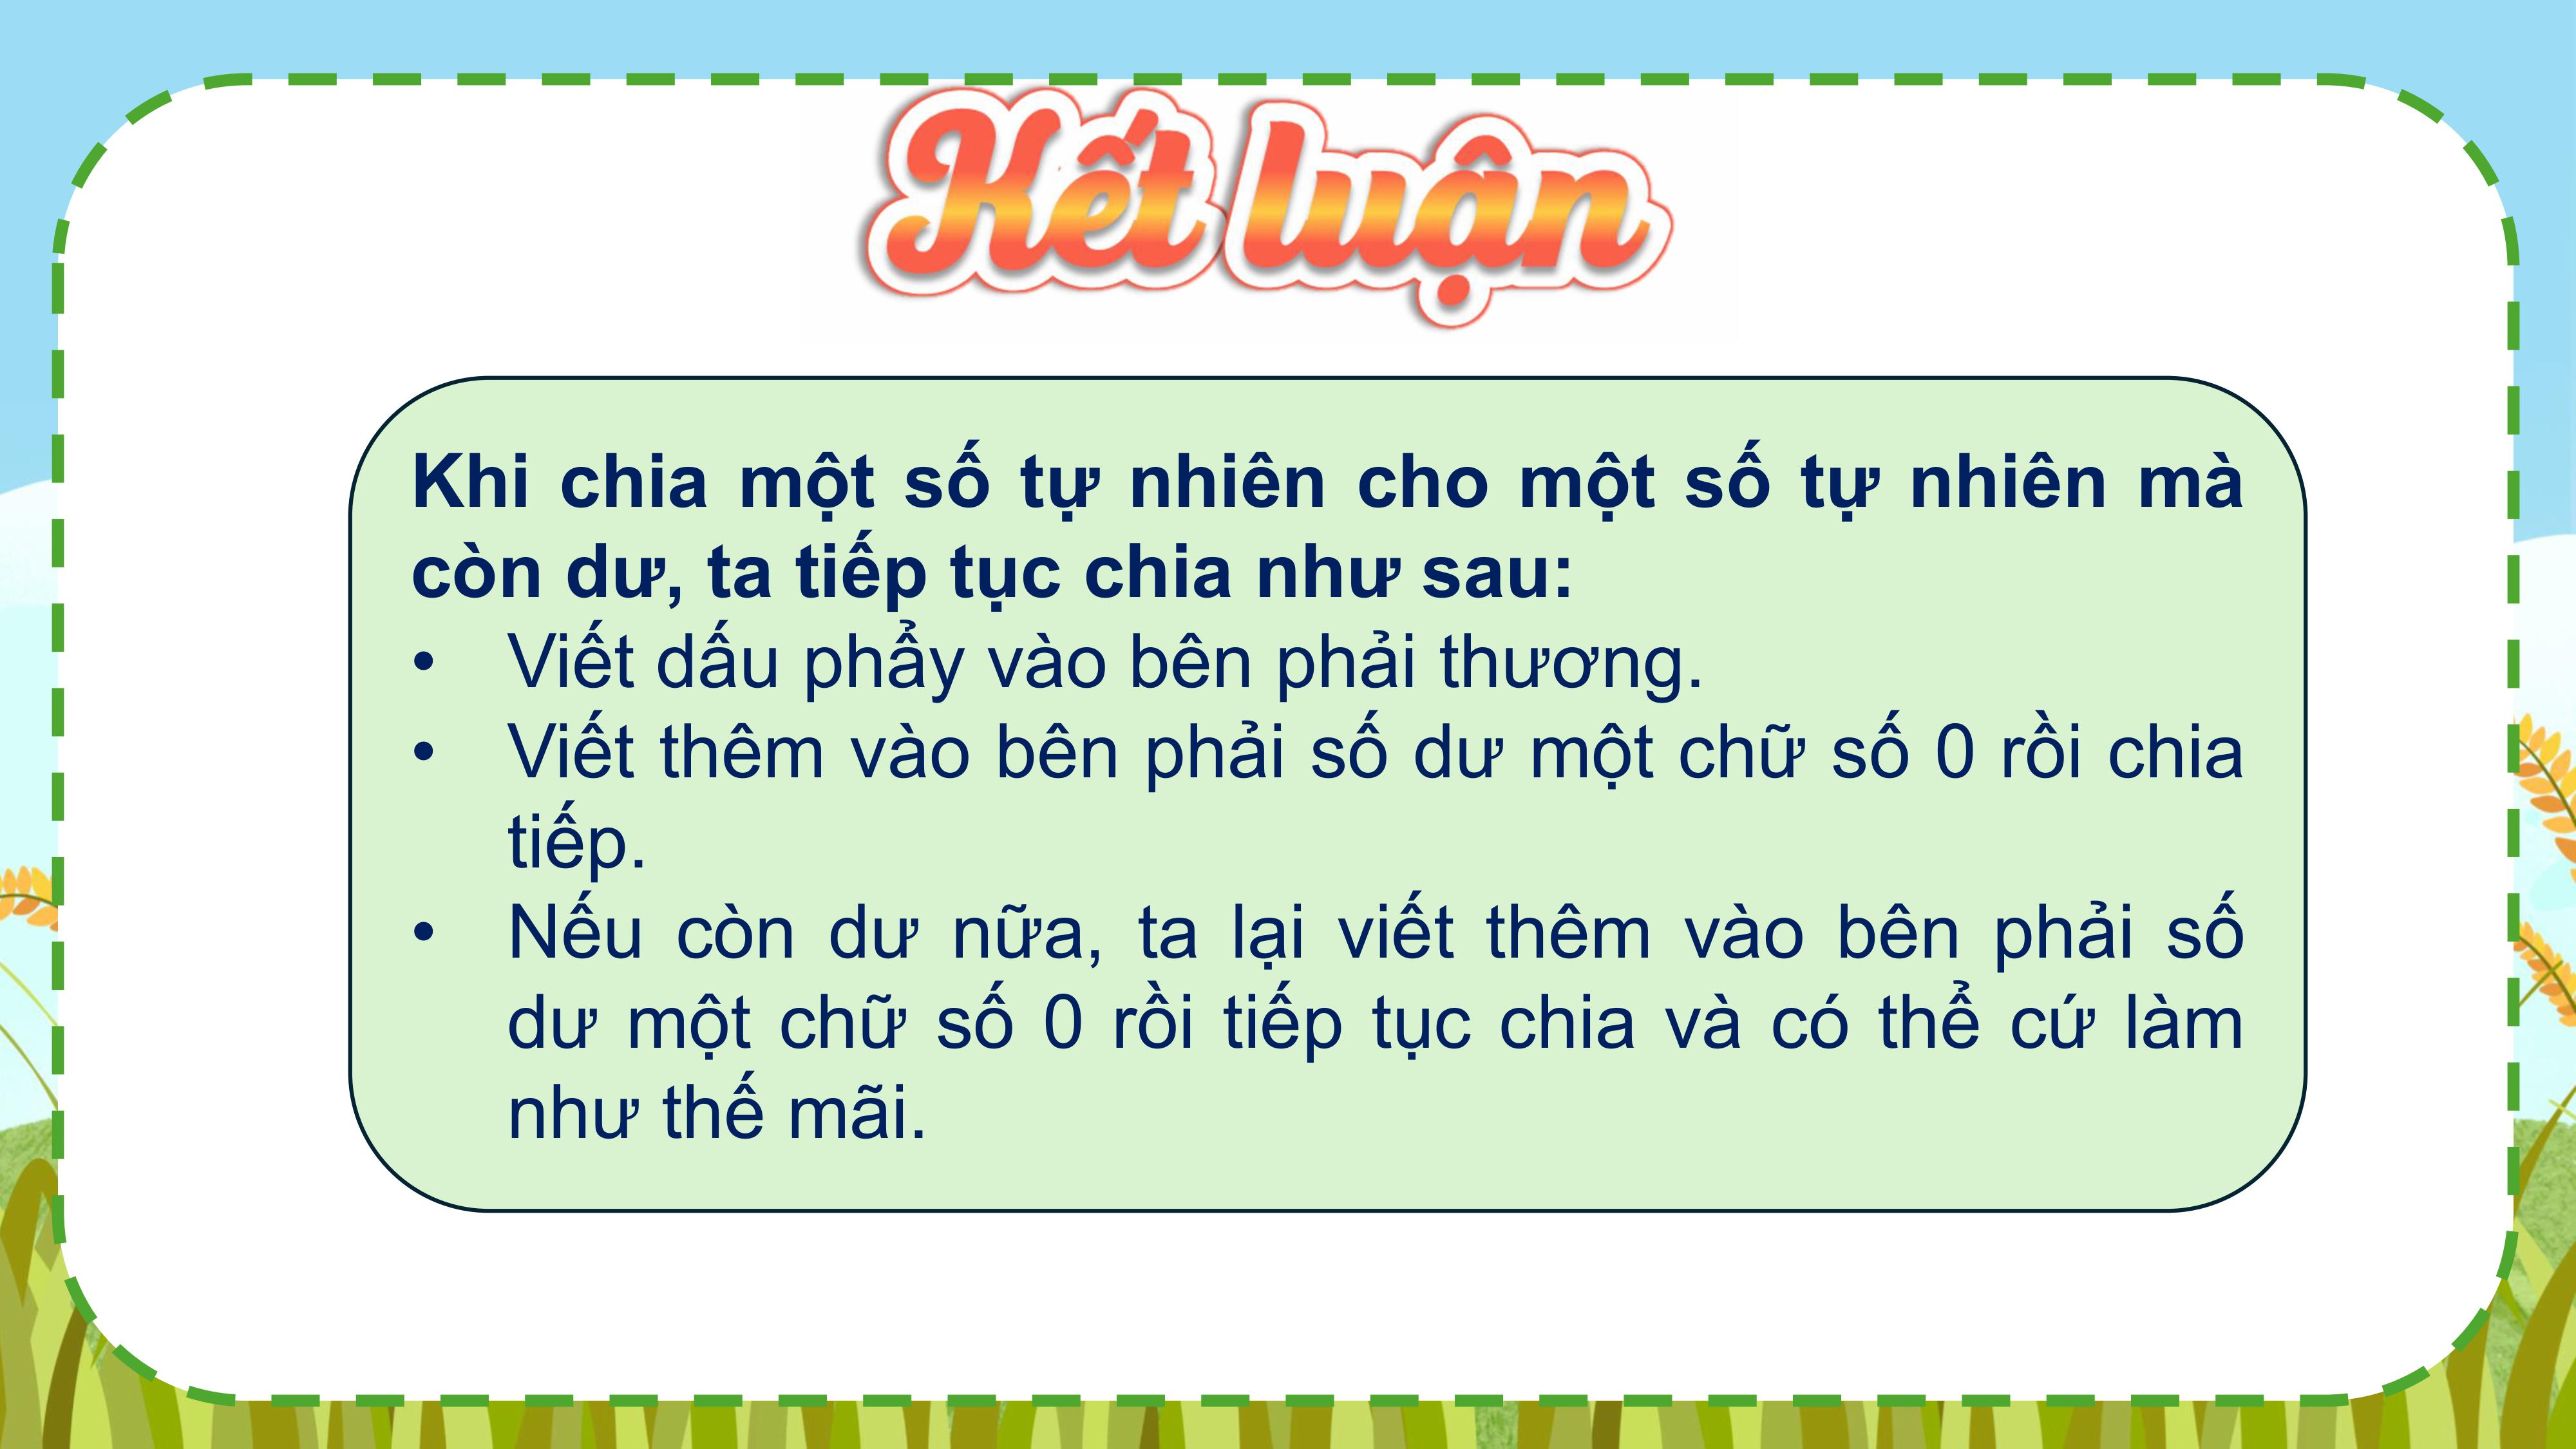 Kết luận
Khi chia một số tự nhiên cho một số tự nhiên mà
còn dư, ta tiếp tục chia như sau:
• Viết dấu phẩy vào bên phải thương.
• Viết thêm vào bên phải số dư một chữ số 0 rồi chia
tiếp.
• Nếu còn dư nữa, ta lại viết thêm vào bên phải số
dư một chữ số 0 rồi tiếp tục chia và có thể cứ làm
như thế mãi.